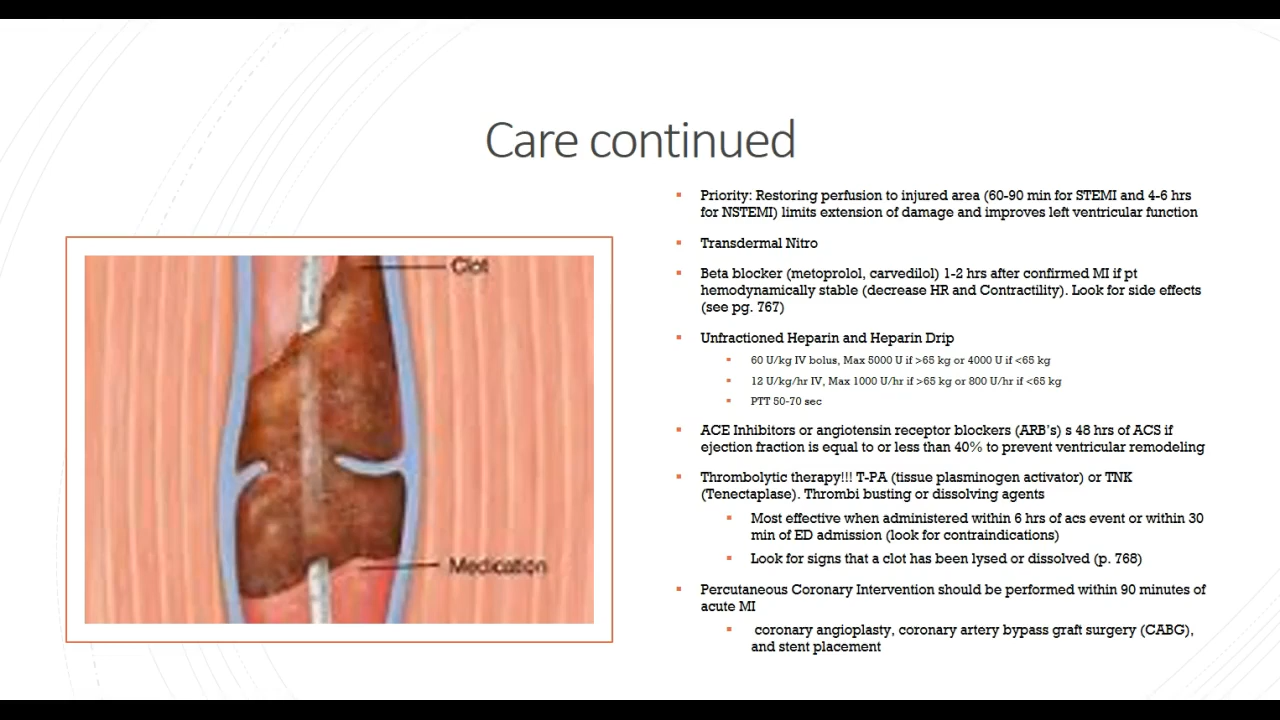 Care continued
Clot
Medication
Priority: Restoring perfusion to injured area (60-90 min for STEMI and 4-6 hrs
for NSTEMI) limits extension of damage and improves left ventricular function
Transdermal Nitro
Beta blocker (metoprolol, carvedilol) 1-2 hrs after confirmed MI if pt
hemodynamically stable (decrease HR and Contractility). Look for side effects
(see pg. 767)
Unfractioned Heparin and Heparin Drip
60 U/kg IV bolus, Max 5000 U if >65 kg or 4000 U if <65 kg
12 U/kg/hr IV, Max 1000 U/hr if >65 kg or 800 U/hr if <65 kg
PTT 50-70 sec
ACE Inhibitors or angiotensin receptor blockers (ARB's) s 48 hrs of ACS if
ejection fraction is equal to or less than 40% to prevent ventricular remodeling
Thrombolytic therapy!!! T-PA (tissue plasminogen activator) or TNK
(Tenectaplase). Thrombi busting or dissolving agents
Most effective when administered within 6 hrs of acs event or within 30
min of ED admission (look for contraindications)
Look for signs that a clot has been lysed or dissolved (p. 768)
Percutaneous Coronary Intervention should be performed within 90 minutes of
acute MI
coronary angioplasty, coronary artery bypass graft surgery (CABG),
and stent placement